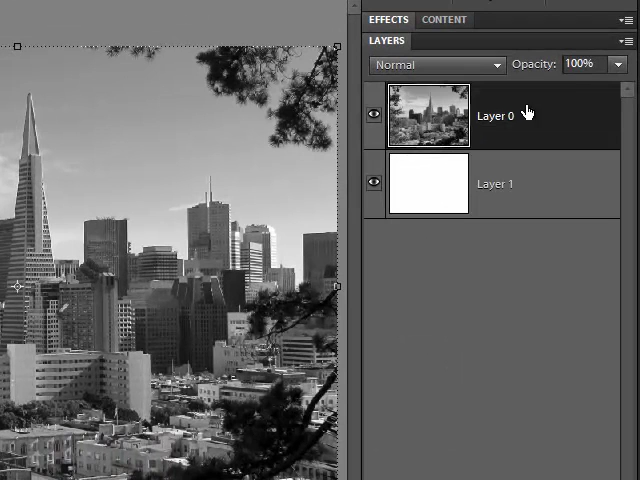 EFFECTS CONTENT
LAYERS
Normal Opacity: 100%
Layer 0
Layer 1